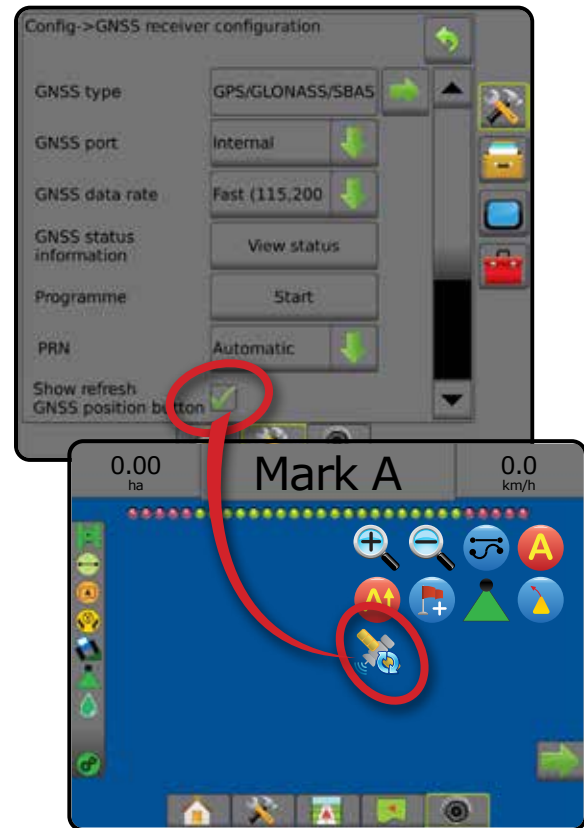 Config->GNSS receiver configuration
GNSS type GPS/GLONASS/SBAS
GNSS port Internal
GNSS data rate Fast (115,200
GNSS status
information View status
Programme Start
PRN Automatic
Show refresh
GNSS position button
0.00
ha
Mark A
0.0
km/h
A
A